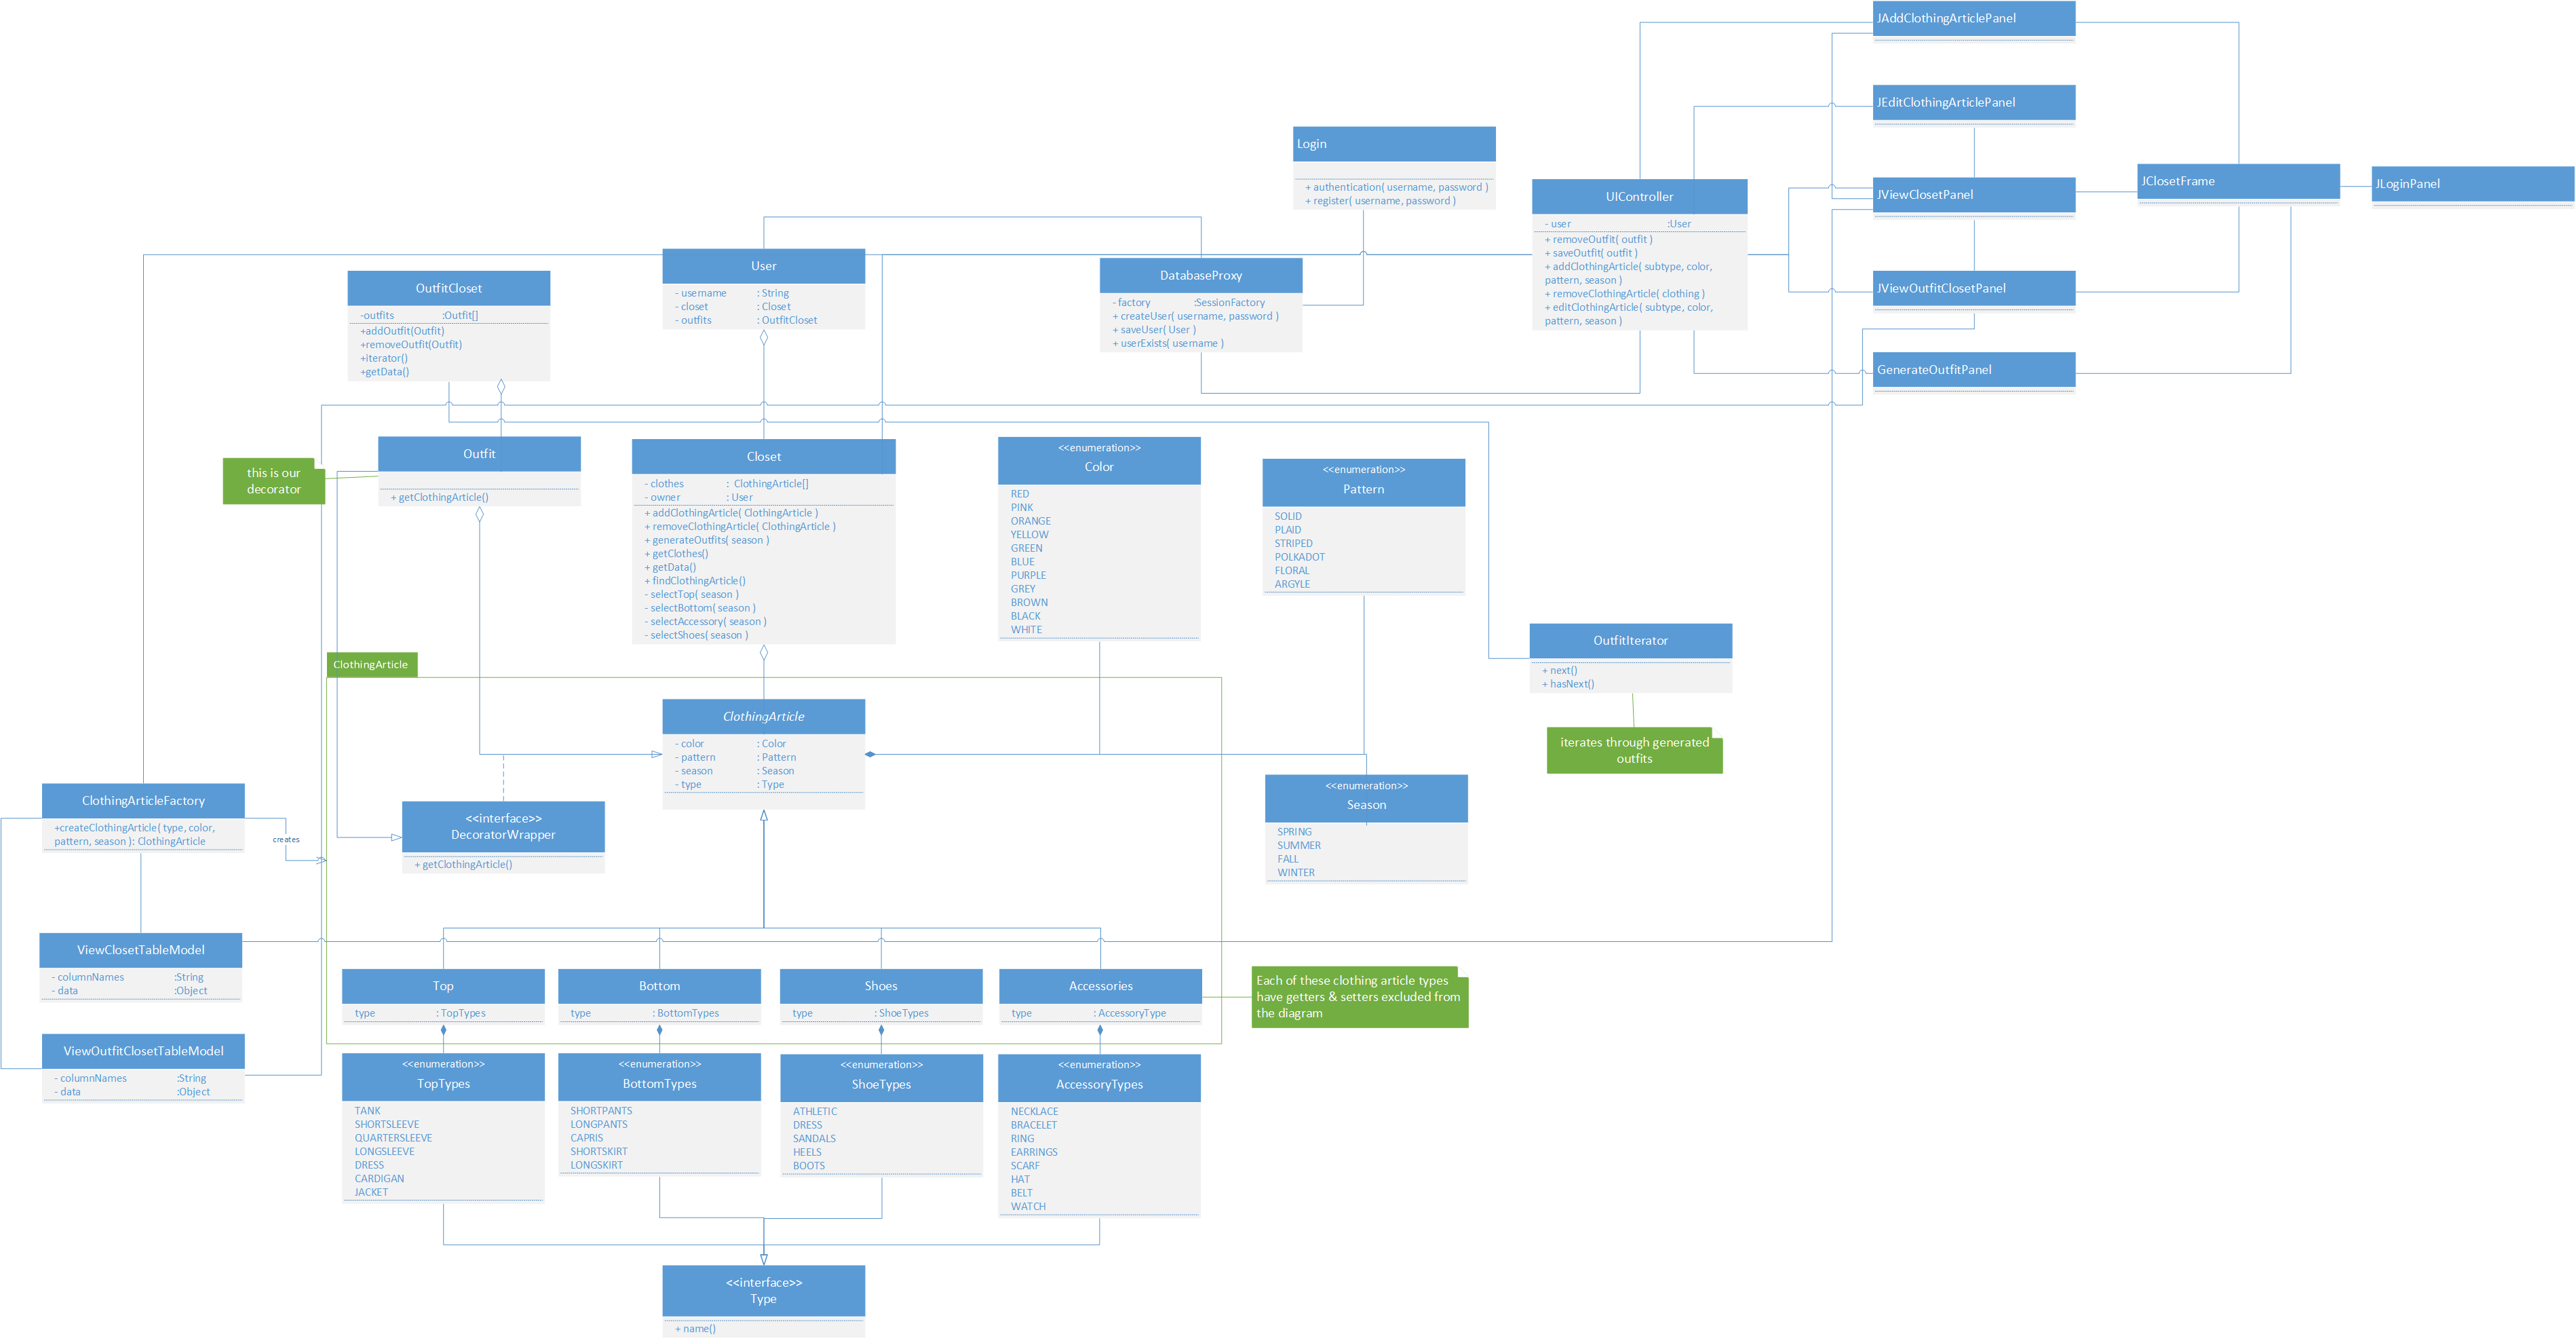 JAddClothingArticlePanel
JEditClothingArticlePanel
Login
+ authentication( username, password )
+ register( username, password )
UIController
- user :User
+ removeOutfit( outfit )
+ saveOutfit( outfit )
+ addClothingArticle( subtype, color,
pattern, season )
+ removeClothingArticle( clothing )
+ editClothingArticle( subtype, color,
pattern, season )
JViewClosetPanel
JClosetFrame
JLoginPanel
JViewOutfitClosetPanel
GenerateOutfitPanel
User
- username : String
- closet : Closet
- outfits : OutfitCloset
DatabaseProxy
- factory :SessionFactory
+ createUser( username, password )
+ saveUser( User )
+ userExists( username )
OutfitCloset
-outfits :Outfit[]
+addOutfit(Outfit)
+removeOutfit(Outfit)
+iterator()
+getData()
this is our
decorator
Outfit
+ getClothingArticle()
Closet
- clothes : ClothingArticle[]
- owner : User
+ addClothingArticle( ClothingArticle )
+ removeClothingArticle( ClothingArticle )
+ generateOutfits( season )
+ getClothes()
+ getData()
+ findClothingArticle()
- selectTop( season )
- selectBottom( season )
- selectAccessory( season )
- selectShoes( season )
<<enumeration>>
Color
RED
PINK
ORANGE
YELLOW
GREEN
BLUE
PURPLE
GREY
BROWN
BLACK
WHITE
<<enumeration>>
Pattern
SOLID
PLAID
STRIPED
POLKADOT
FLORAL
ARGYLE
OutfitIterator
+ next()
+ hasNext()
iterates through generated
outfits
ClothingArticle
ClothingArticle
- color : Color
- pattern : Pattern
- season : Season
- type : Type
<<enumeration>>
Season
SPRING
SUMMER
FALL
WINTER
ClothingArticleFactory
+createClothingArticle( type, color,
pattern, season ): ClothingArticle
creates
<<interface>>
DecoratorWrapper
+ getClothingArticle()
ViewClosetTableModel
- columnNames :String
- data :Object
ViewOutfitClosetTableModel
- columnNames :String
- data :Object
Top
type : TopTypes
Bottom
type : BottomTypes
Shoes
type : ShoeTypes
Accessories
type : AccessoryType
Each of these clothing article types
have getters & setters excluded from
the diagram
<<enumeration>>
TopTypes
TANK
SHORTSLEEVE
QUARTERSLEEVE
LONGSLEEVE
DRESS
CARDIGAN
JACKET
<<enumeration>>
BottomTypes
SHORTPANTS
LONGPANTS
CAPRIS
SHORTSKIRT
LONGSKIRT
<<enumeration>>
ShoeTypes
ATHLETIC
DRESS
SANDALS
HEELS
BOOTS
<<enumeration>>
AccessoryTypes
NECKLACE
BRACELET
RING
EARRINGS
SCARF
HAT
BELT
WATCH
<<interface>>
Type
+ name()